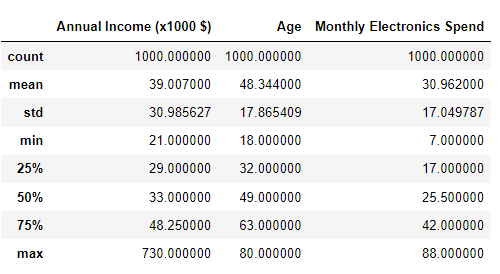 Annual Income (x1000 $) Age Monthly Electronics Spend
count 1000.000000 1000.000000 1000.000000
mean 39.007000 48.344000 30.962000
std 30.985627 17.865409 17.049787
min 21.000000 18.000000 7.000000
25% 29.000000 32.000000 17.000000
50% 33.000000 49.000000 25.500000
75% 48.250000 63.000000 42.000000
max 730.000000 80.000000 88.000000